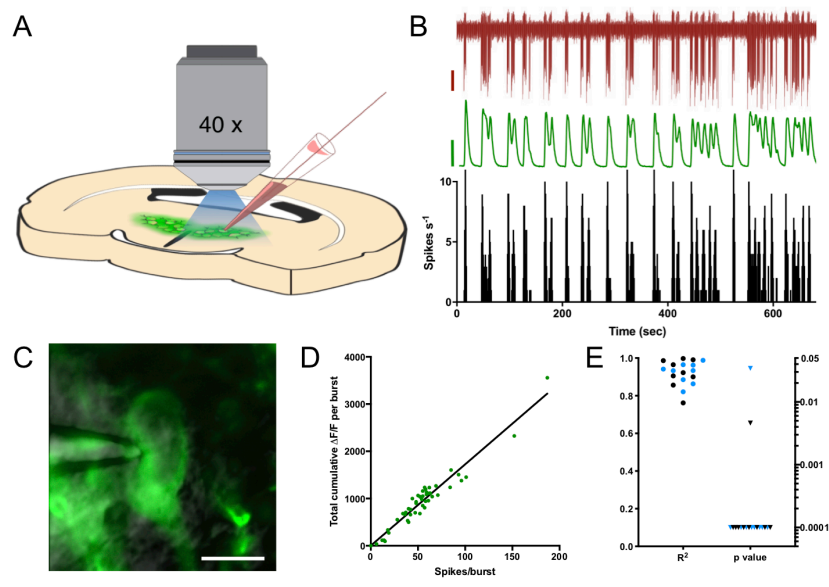 A
40 x
B
10
5
0
Spikes s-1
0
200
400
600
Time (sec)
C
D
4000
3000
2000
1000
0
Total cumulative ΔF/F per burst
0
50
100
150
200
Spikes/burst
E
1.0
0.8
0.6
0.4
0.2
0.0
R2
p value
0.05
0.01
0.001
0.0001